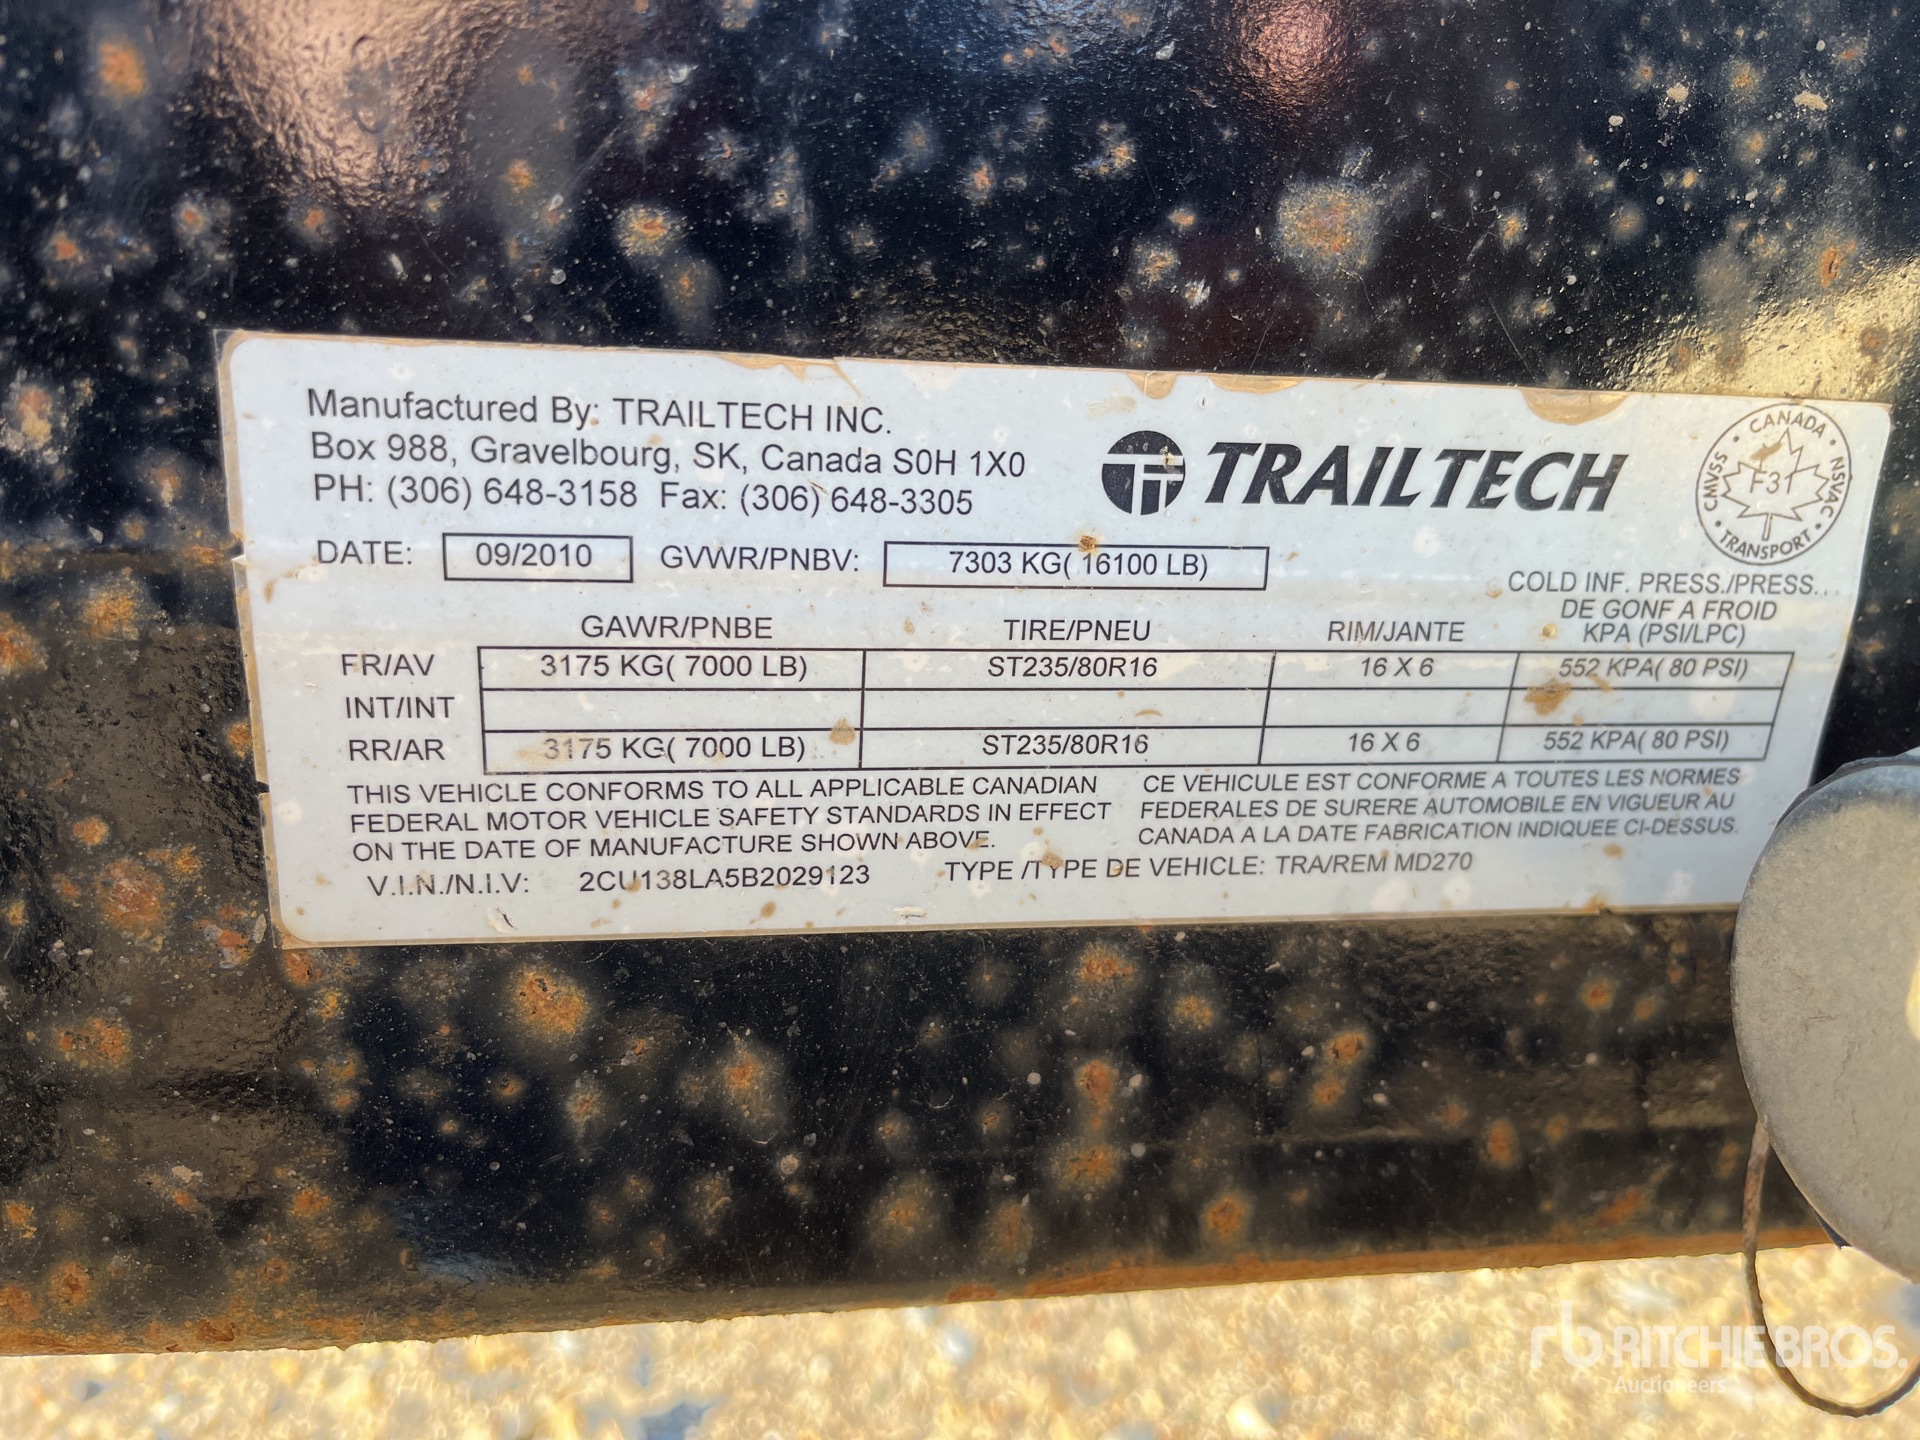 Manufactured By: TRAILTECH INC.
Box 988, Gravelbourg, SK, Canada S0H 1X0
PH: (306) 648-3158 Fax: (306) 648-3305
TRAILTECH
CANADA
CMVSS F31 NSVAC
TRANSPORT
DATE: 09/2010 GVWR/PNBV: 7303 KG( 16100 LB)
COLD INF. PRESS./PRESS...
DE GONF A FROID
GAWR/PNBE TIRE/PNEU RIM/JANTE KPA (PSI/LPC)
FR/AV 3175 KG( 7000 LB) ST235/80R16 16 X 6 552 KPA( 80 PSI)
INT/INT
RR/AR 3175 KG( 7000 LB) ST235/80R16 16 X 6 552 KPA( 80 PSI)
THIS VEHICLE CONFORMS TO ALL APPLICABLE CANADIAN
FEDERAL MOTOR VEHICLE SAFETY STANDARDS IN EFFECT
ON THE DATE OF MANUFACTURE SHOWN ABOVE.
CE VEHICULE EST CONFORME A TOUTES LES NORMES
FEDERALES DE SURERE AUTOMOBILE EN VIGUEUR AU
CANADA A LA DATE FABRICATION INDIQUEE CI-DESSUS.
V.I.N./N.I.V: 2CU138LA5B2029123 TYPE /TYPE DE VEHICLE: TRA/REM MD270
rb RITCHIE BROS.
Auctioneers